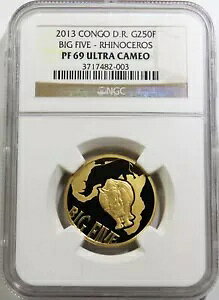 2013 CONGO D.R. G250F
BIG FIVE - RHINOCEROS
PF 69 ULTRA CAMEO
3717482-003
NGC
BIG FIVE